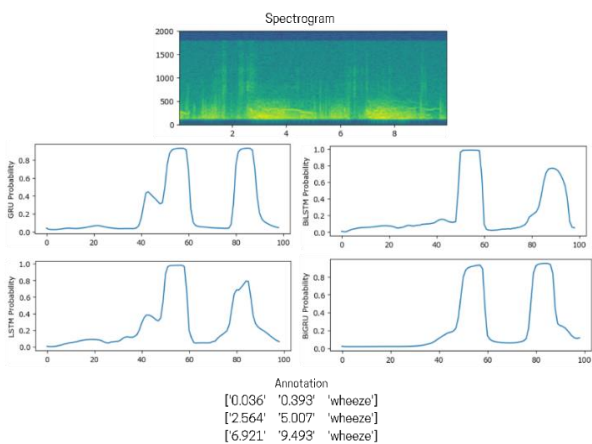 Spectrogram
2000
1500
1000
500
0
2 4 6 8
GRU Probability
0.8
0.6
0.4
0.2
0.0
0 20 40 60 80 100
BiLSTM Probability
1.0
0.8
0.6
0.4
0.2
0.0
0 20 40 60 80 100
LSTM Probability
1.0
0.8
0.6
0.4
0.2
0.0
0 20 40 60 80 100
BiGRU Probability
0.8
0.6
0.4
0.2
0.0
0 20 40 60 80 100
Annotation
['0.036' '0.393' 'wheeze']
['2.564' '5.007' 'wheeze']
['6.921' '9.493' 'wheeze']